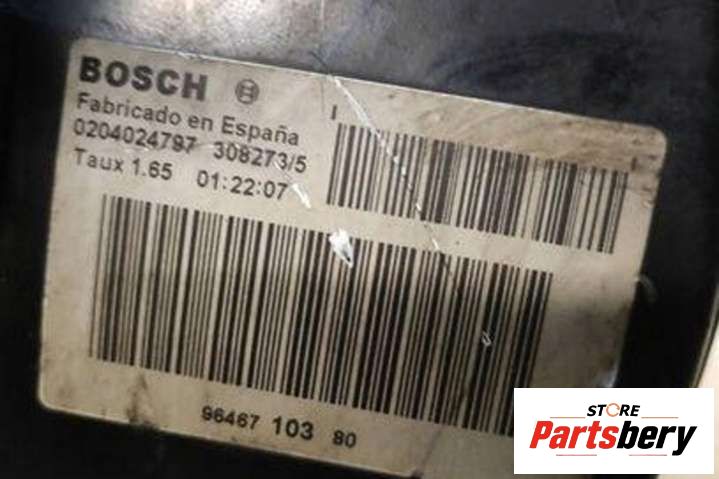 BOSCH
Fabricado en España
0204024797 308273/5
Taux 1.65 01:22:07
96467 103 80
STORE
Partsbery